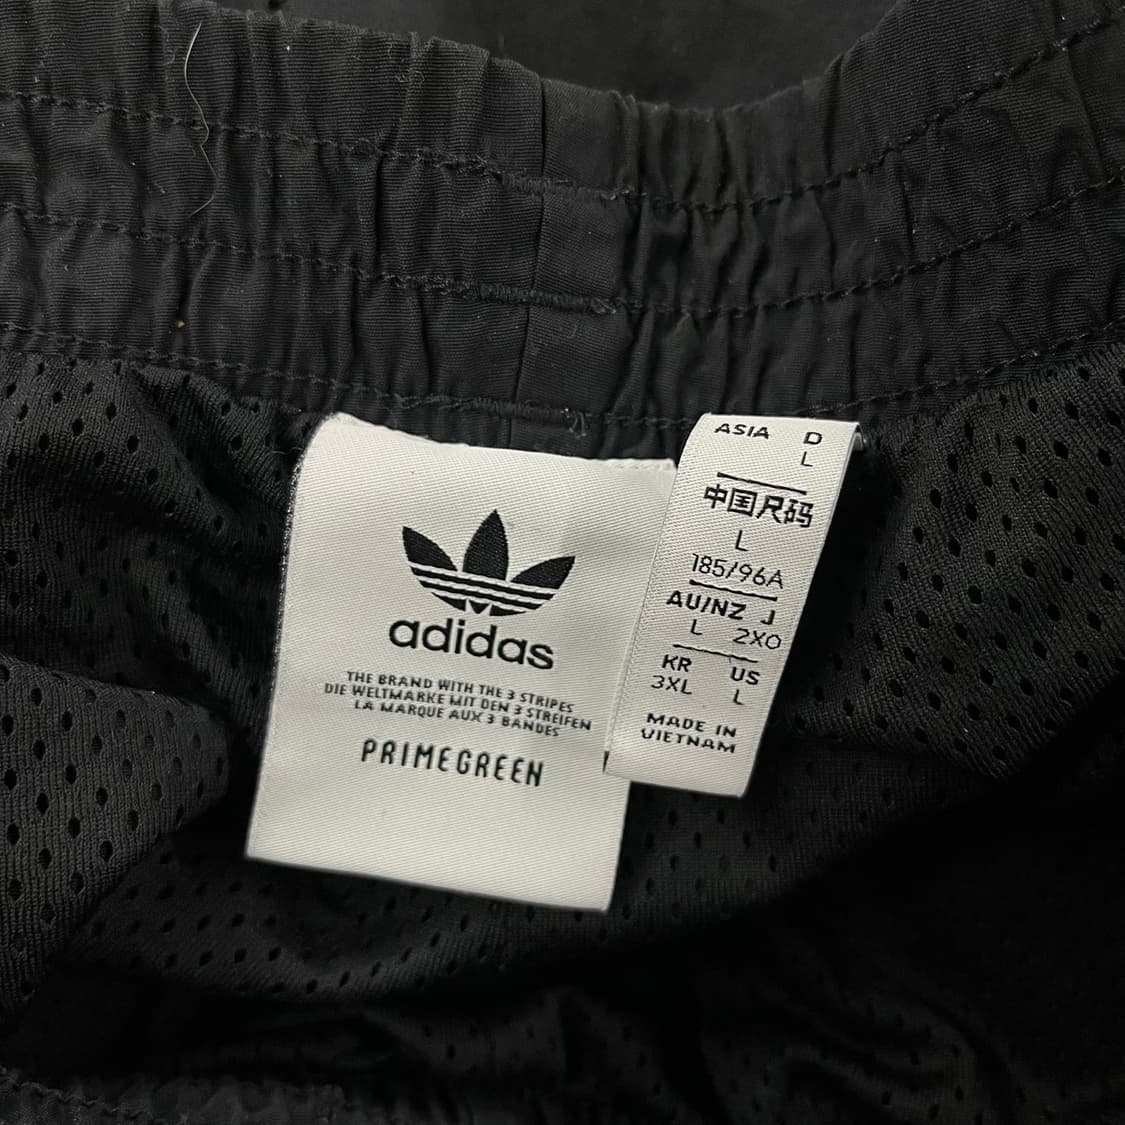 adidas
THE BRAND WITH THE 3 STRIPES
DIE WELTMARKE MIT DEN 3 STREIFEN
LA MARQUE AUX 3 BANDES
PRIMEGREEN
ASIA D
L
中国尺码
L
185/96A
AU/NZ J
L 2XO
KR US
3XL L
MADE IN
VIETNAM